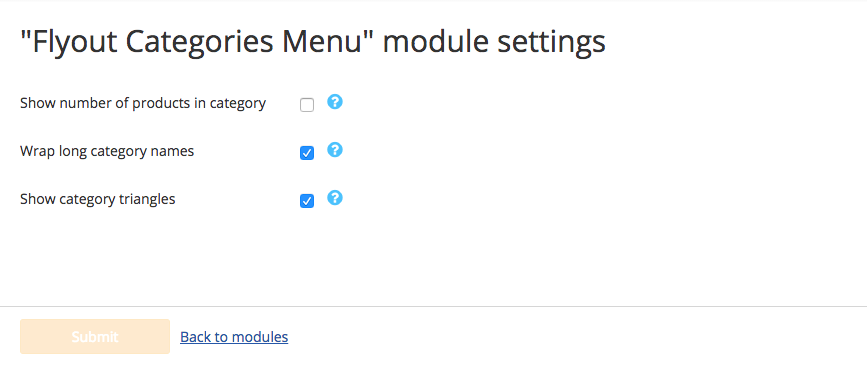 "Flyout Categories Menu" module settings
Show number of products in category ?
Wrap long category names ?
Show category triangles ?
Submit Back to modules